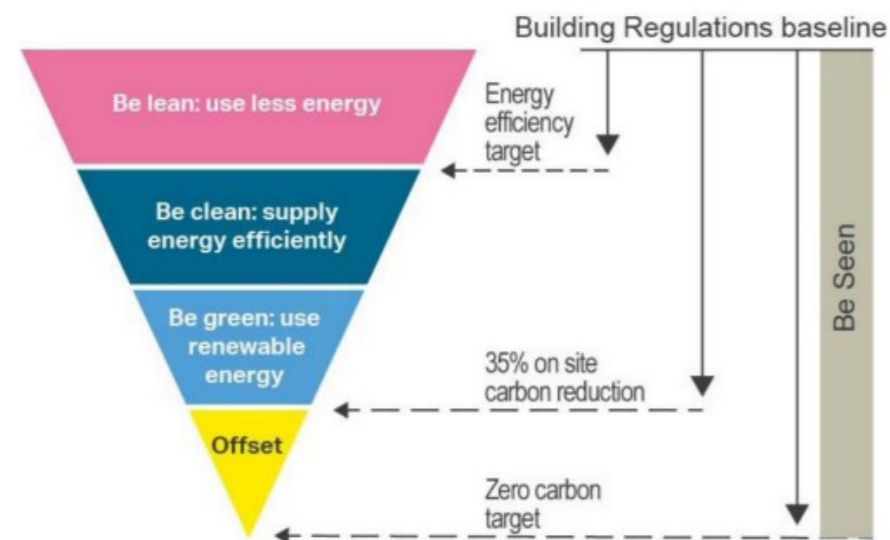 Building Regulations baseline
Be lean: use less energy
Energy
efficiency
target
Be clean: supply
energy efficiently
Be Seen
Be green: use
renewable
energy
35% on site
carbon reduction
Offset
Zero carbon
target